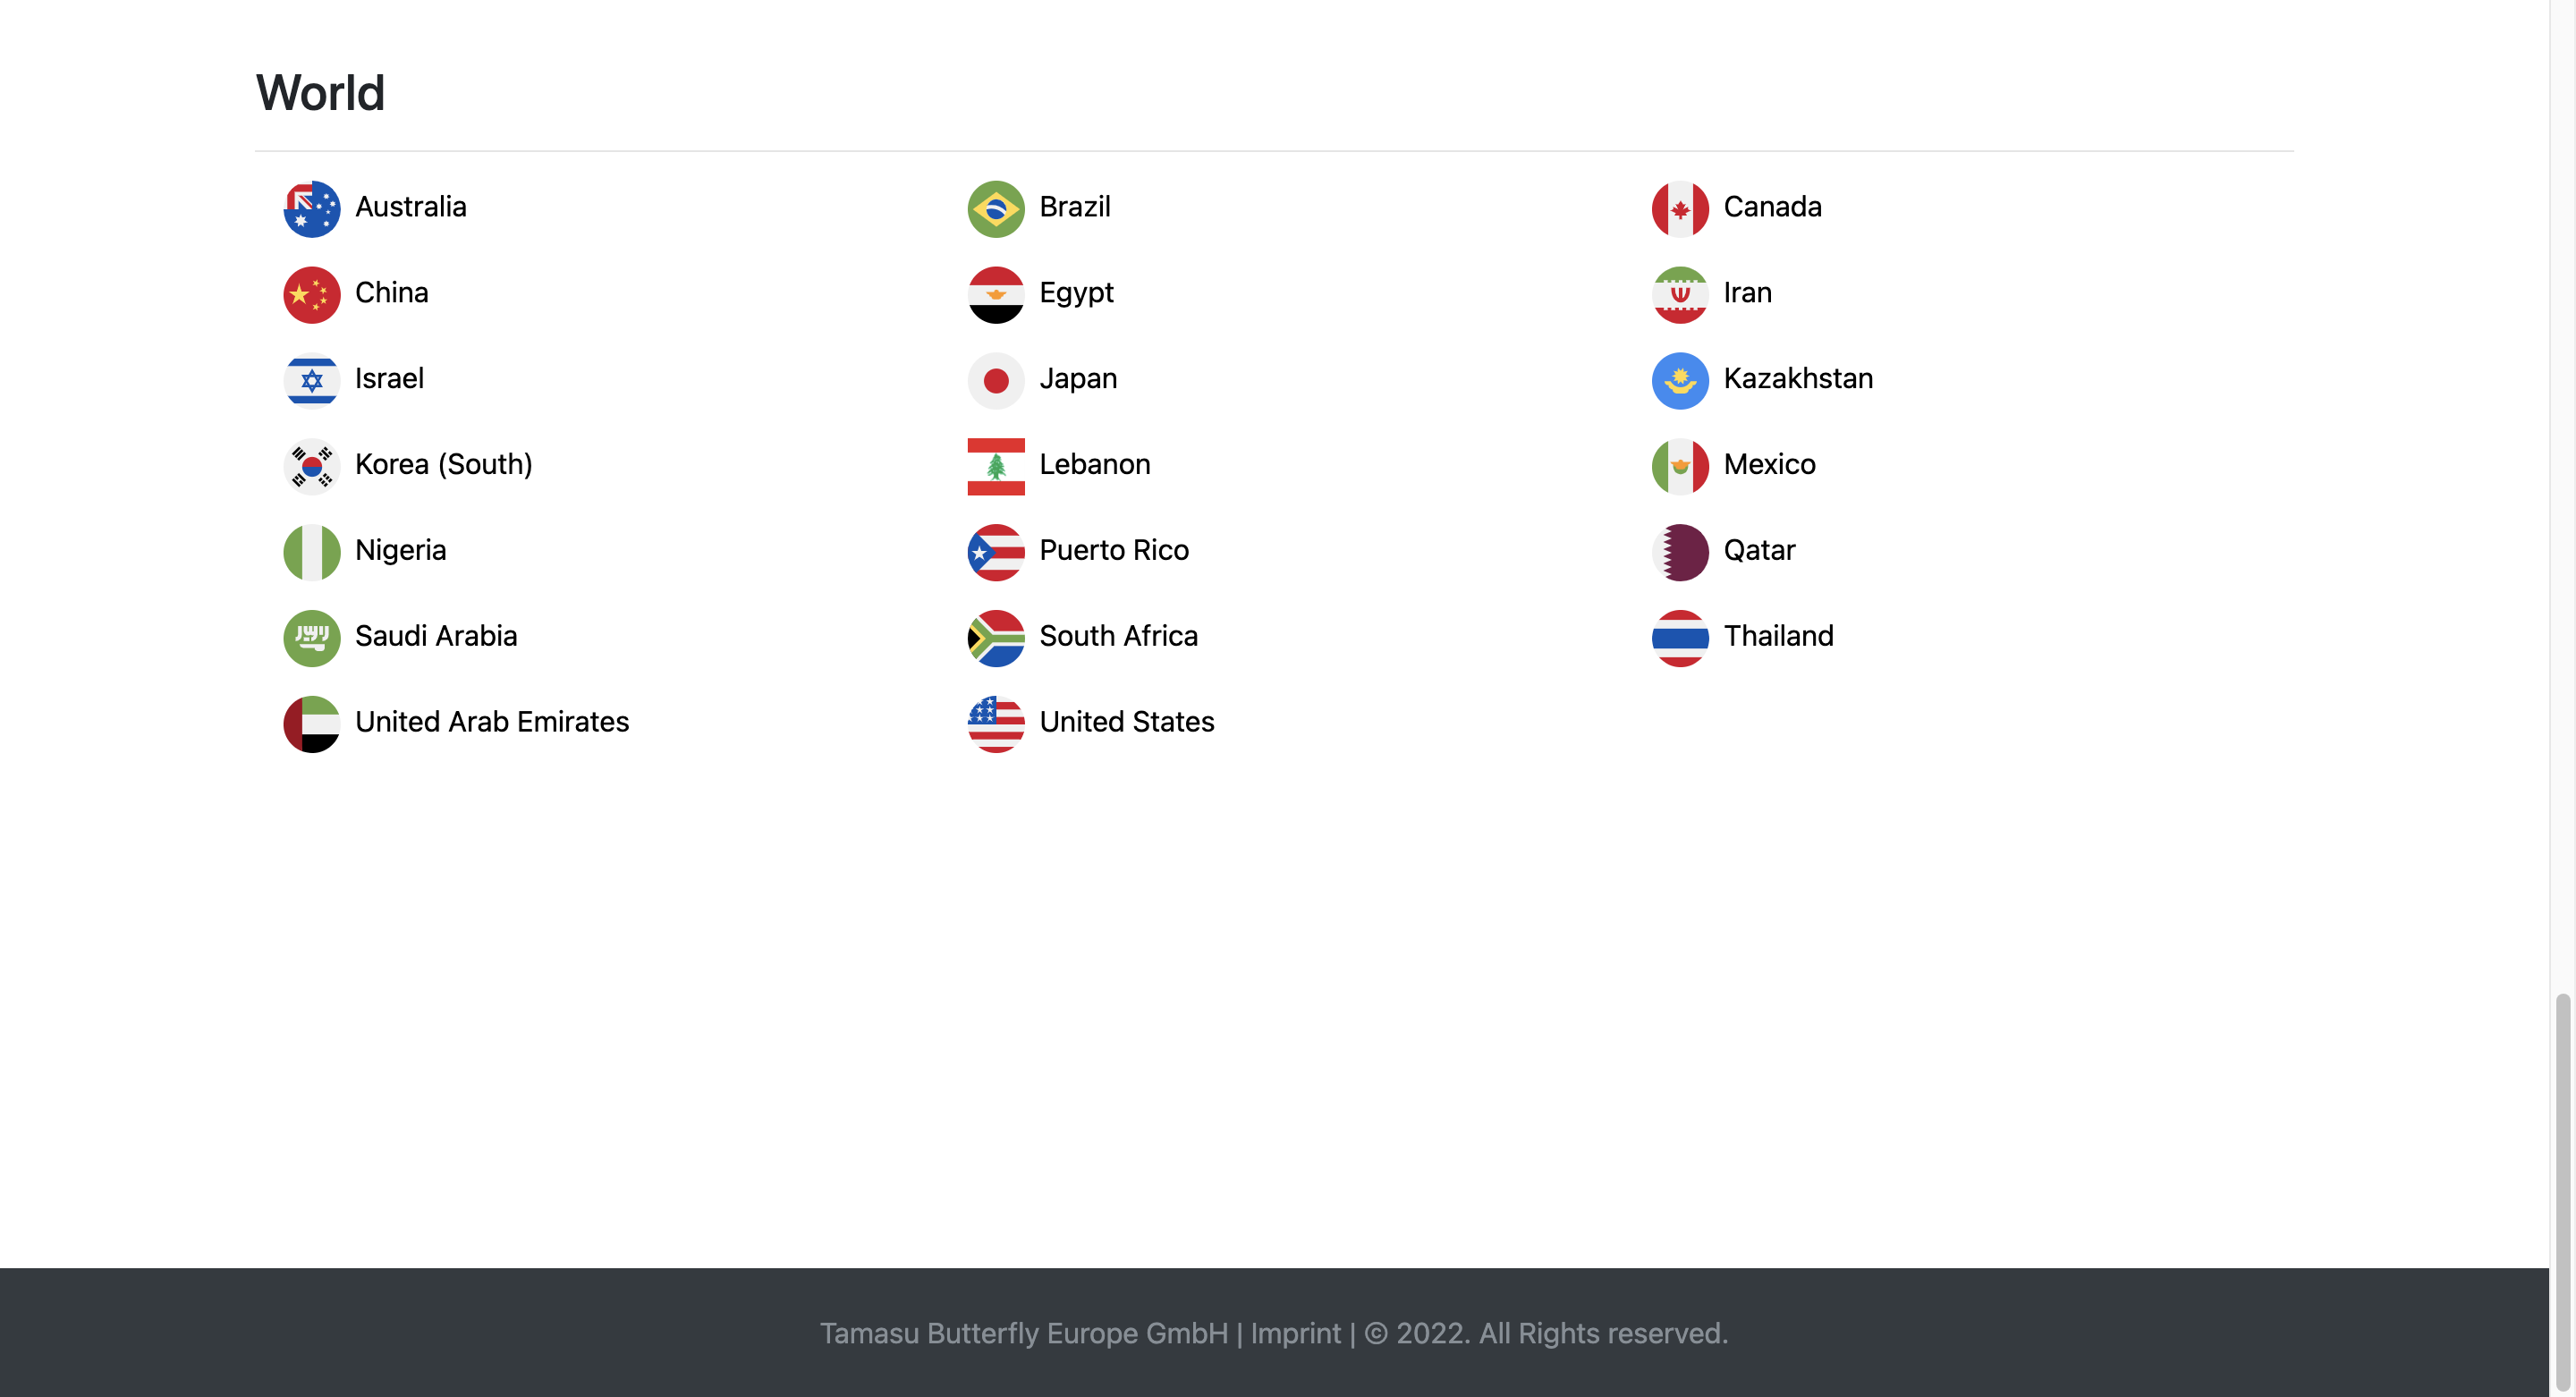 World
Australia
Brazil
Canada
China
Egypt
Iran
Israel
Japan
Kazakhstan
Korea (South)
Lebanon
Mexico
Nigeria
Puerto Rico
Qatar
Saudi Arabia
South Africa
Thailand
United Arab Emirates
United States
Tamasu Butterfly Europe GmbH | Imprint | © 2022. All Rights reserved.